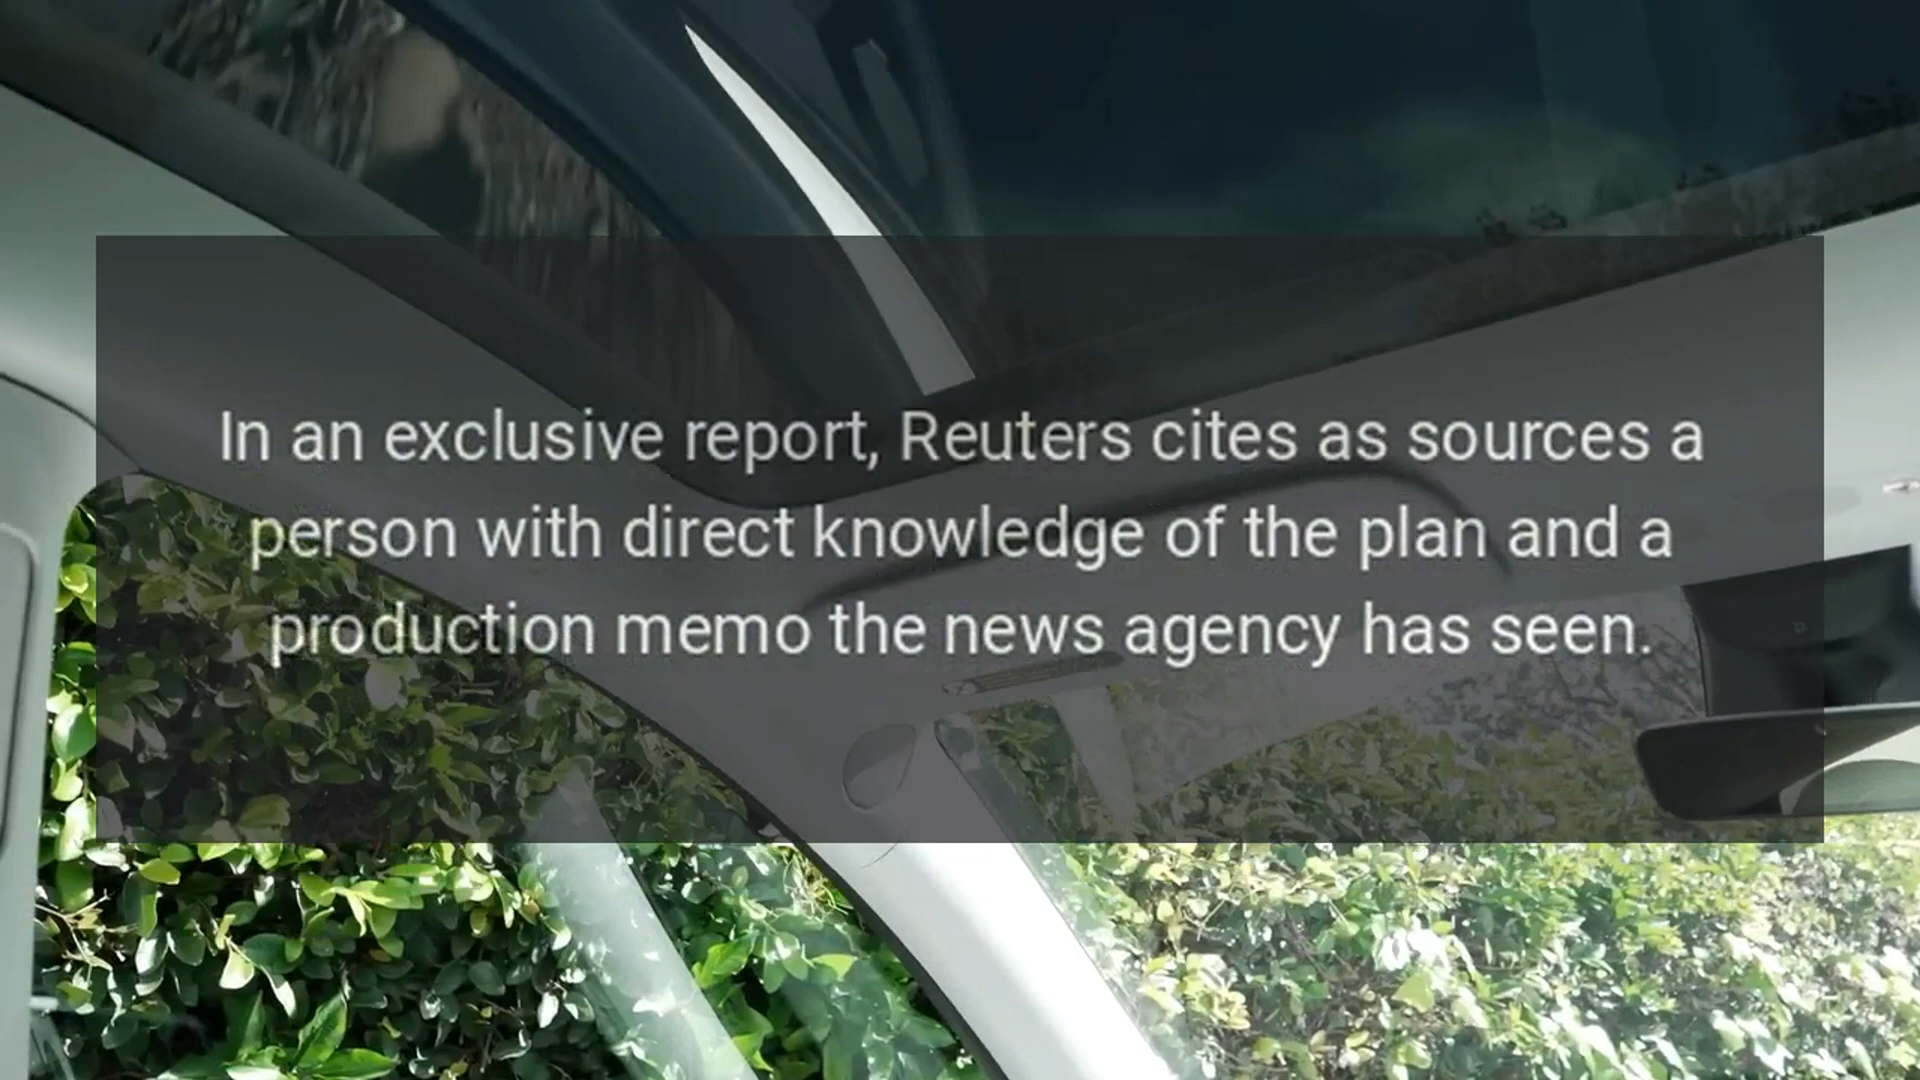 In an exclusive report, Reuters cites as sources a
person with direct knowledge of the plan and a
production memo the news agency has seen.